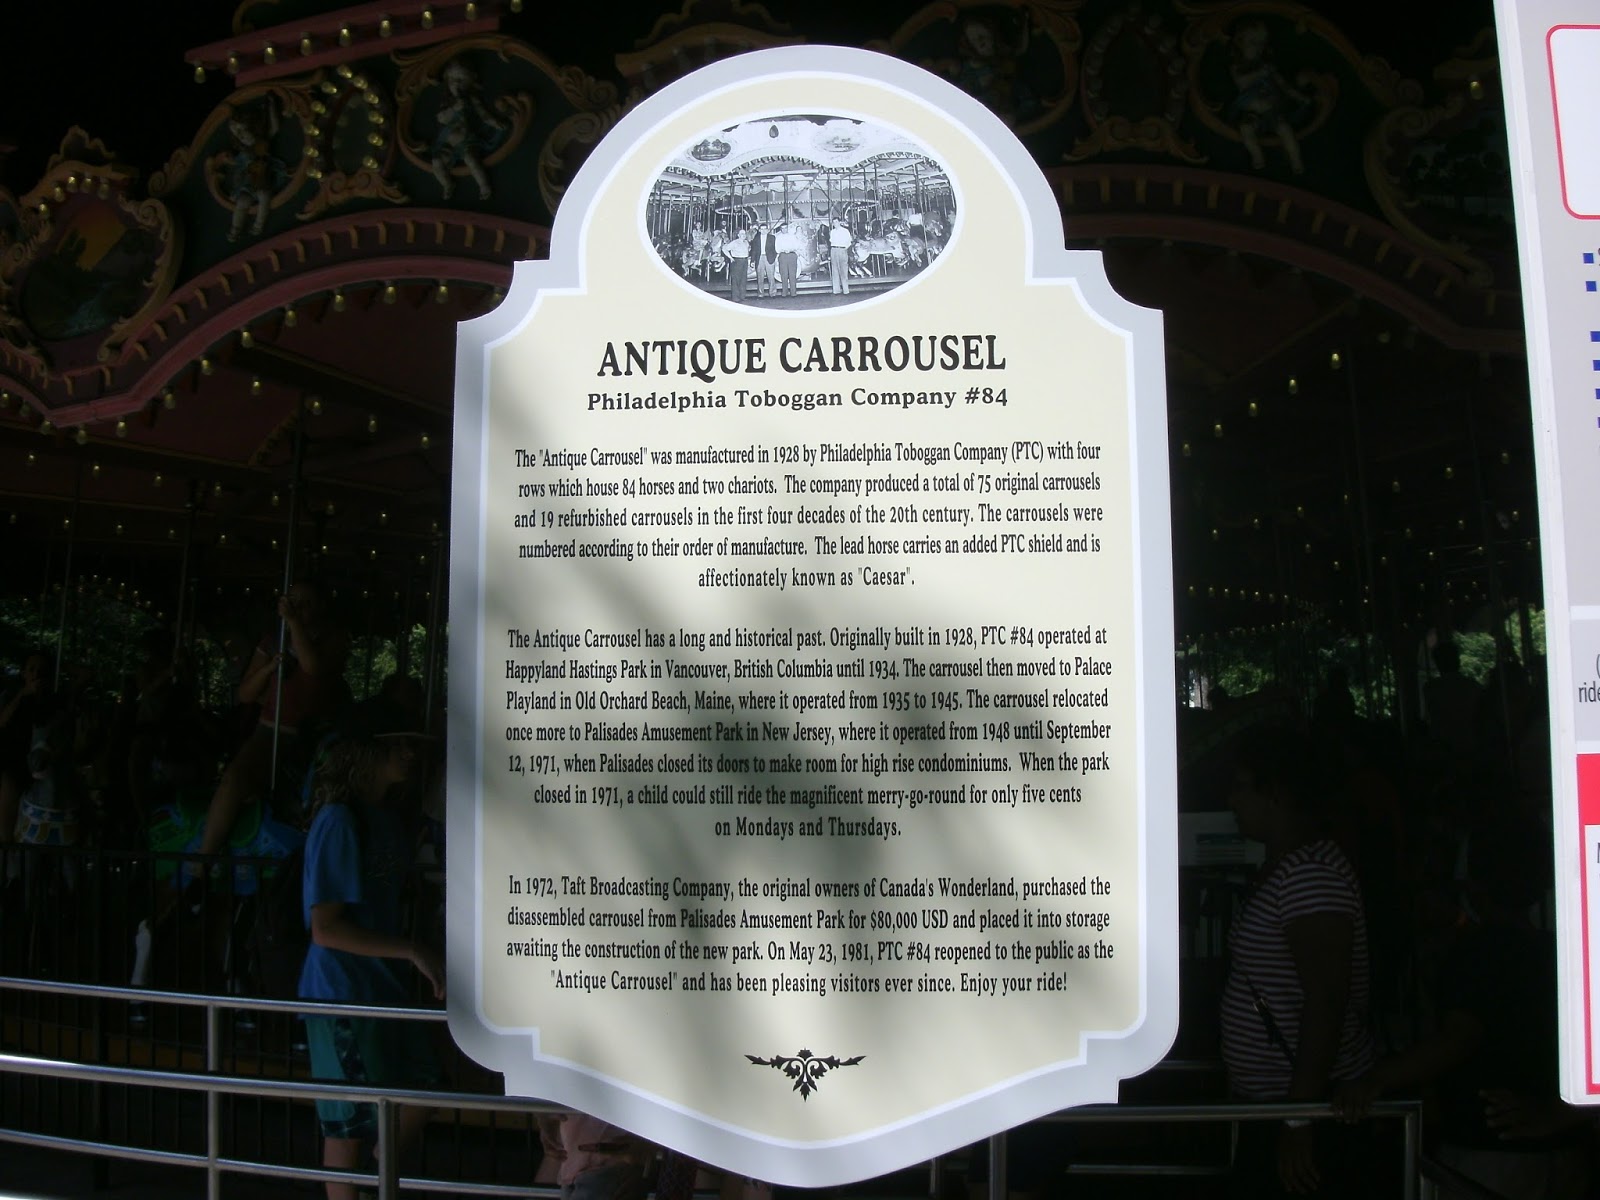 ANTIQUE CARROUSEL
Philadelphia Toboggan Company #84
The "Antique Carrousel" was manufactured in 1928 by Philadelphia Toboggan Company (PTC) with four
rows which house 84 horses and two chariots. The company produced a total of 75 original carrousels
and 19 refurbished carrousels in the first four decades of the 20th century. The carrousels were
numbered according to their order of manufacture. The lead horse carries an added PTC shield and is
affectionately known as "Caesar".
The Antique Carrousel has a long and historical past. Originally built in 1928, PTC #84 operated at
Happyland Hastings Park in Vancouver, British Columbia until 1934. The carrousel then moved to Palace
Playland in Old Orchard Beach, Maine, where it operated from 1935 to 1945. The carrousel relocated
once more to Palisades Amusement Park in New Jersey, where it operated from 1948 until September
12, 1971, when Palisades closed its doors to make room for high rise condominiums. When the park
closed in 1971, a child could still ride the magnificent merry-go-round for only five cents
on Mondays and Thursdays.
In 1972, Taft Broadcasting Company, the original owners of Canada's Wonderland, purchased the
disassembled carrousel from Palisades Amusement Park for $80,000 USD and placed it into storage
awaiting the construction of the new park. On May 23, 1981, PTC #84 reopened to the public as the
"Antique Carrousel" and has been pleasing visitors ever since. Enjoy your ride!